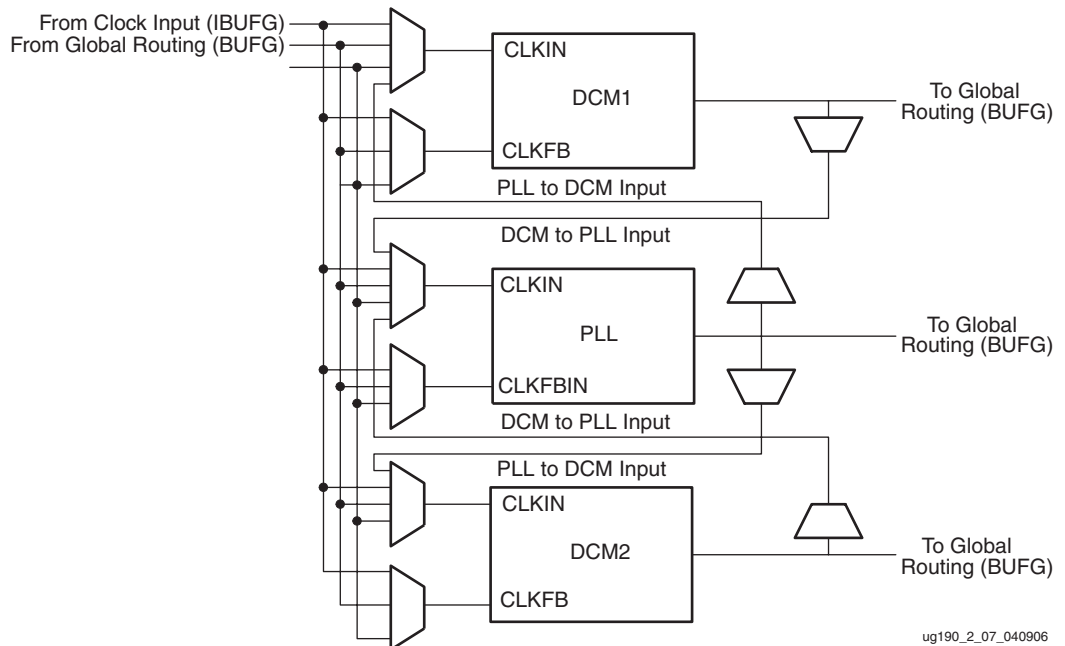 From Clock Input (IBUFG)
From Global Routing (BUFG)
CLKIN
DCM1
CLKFB
To Global
Routing (BUFG)
PLL to DCM Input
DCM to PLL Input
CLKIN
PLL
CLKFBIN
To Global
Routing (BUFG)
DCM to PLL Input
PLL to DCM Input
CLKIN
DCM2
CLKFB
To Global
Routing (BUFG)
ug190_2_07_040906